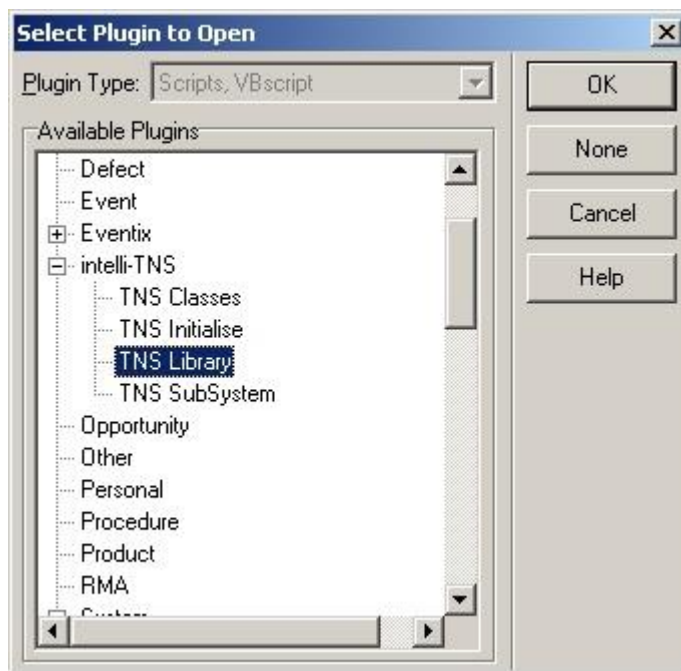 Select Plugin to Open
Plugin Type: Scripts, VBscript
OK
Available Plugins
None
Defect
Event
Cancel
Eventix
intelli-TNS
Help
TNS Classes
TNS Initialise
TNS Library
TNS SubSystem
Opportunity
Other
Personal
Procedure
Product
RMA